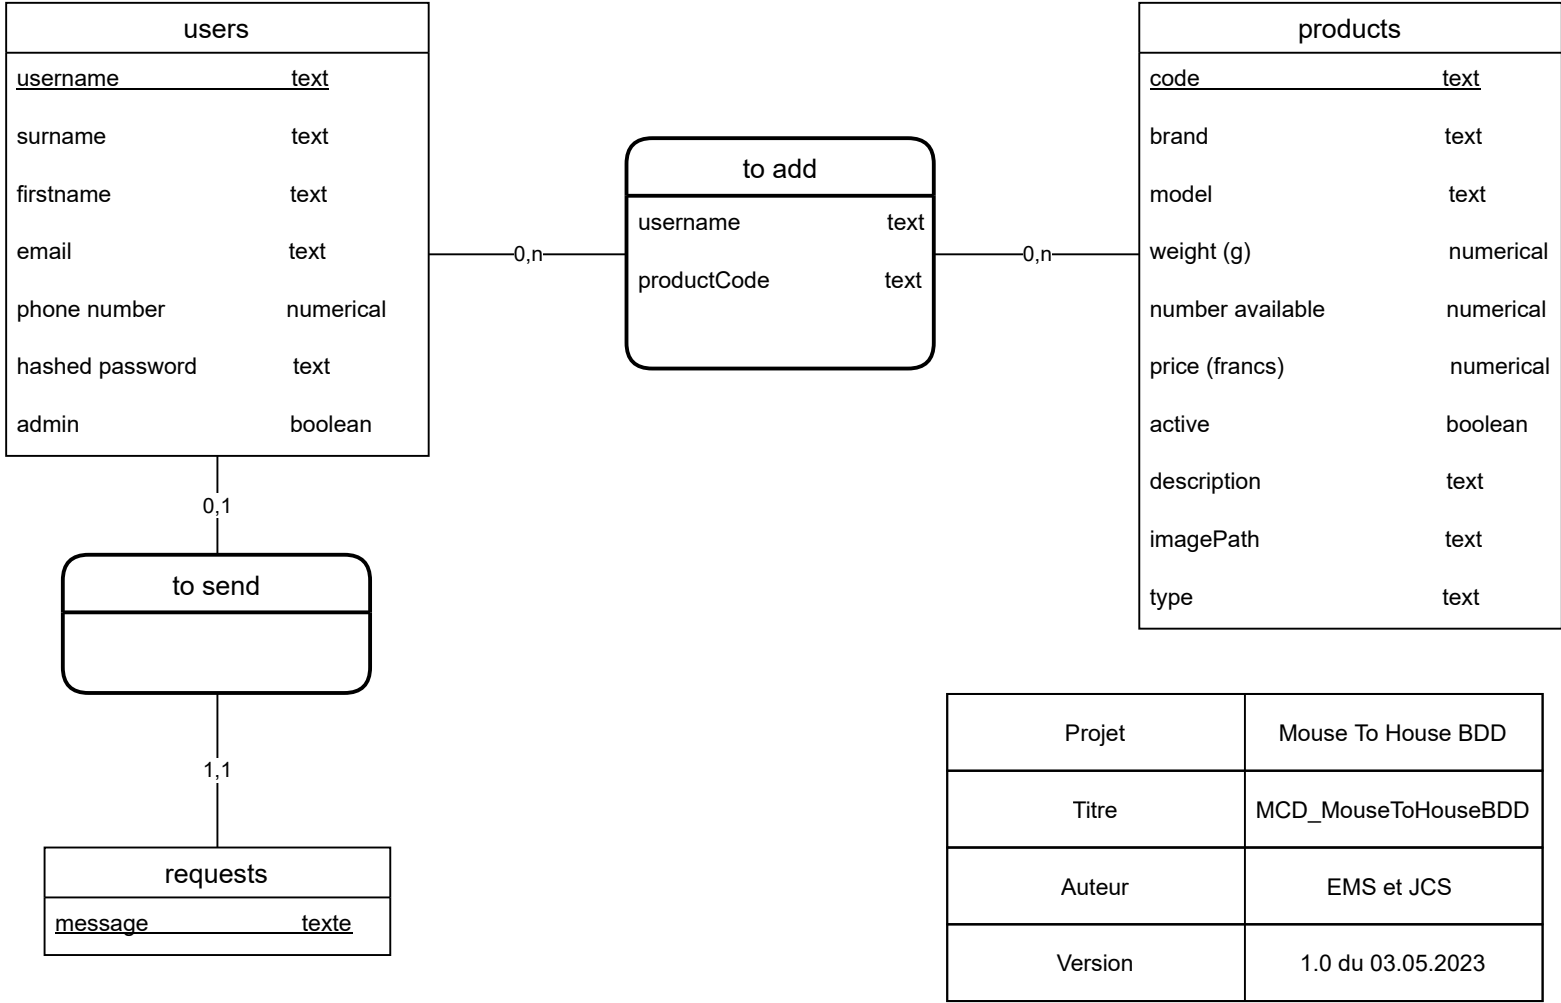 users
username text
surname text
firstname text
email text
phone number numerical
hashed password text
admin boolean
0,n
to add
username text
productCode text
0,n
products
code text
brand text
model text
weight (g) numerical
number available numerical
price (francs) numerical
active boolean
description text
imagePath text
type text
0,1
to send
1,1
requests
message texte
Projet Mouse To House BDD
Titre MCD_MouseToHouseBDD
Auteur EMS et JCS
Version 1.0 du 03.05.2023